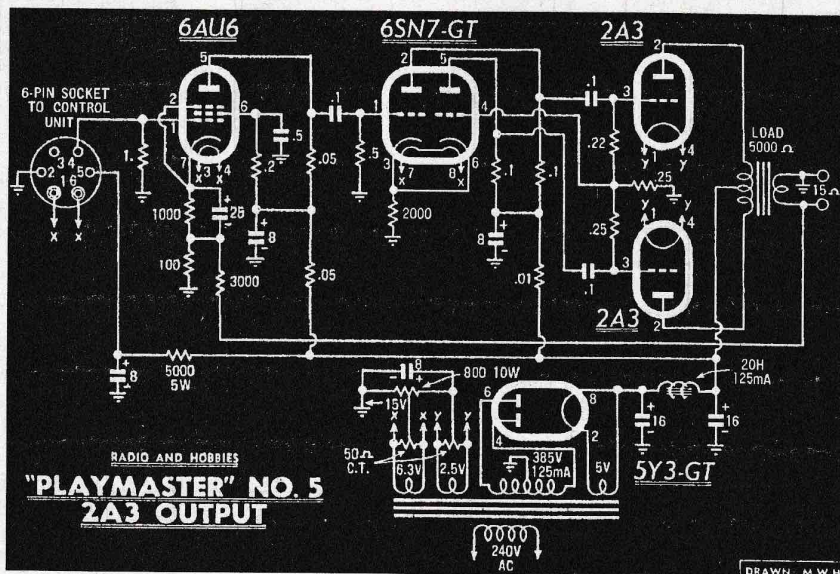 6AU6
6SN7-GT
2A3
6-PIN SOCKET
TO CONTROL
UNIT
5
2
1
6
7
3
4
X
X
3
4
2
5
1
6
X
X
1.
.5
.2
.05
.1
1
2
5
4
3
7
8
6
X
X
.5
2000
.1
.1
.1
3
2
1
4
Y
Y
.22
.25
.25
Y
Y
1
4
3
2
.1
LOAD
5000 Ω
15Ω
1000
25
+
-
8
+
-
100
3000
.05
8
+
-
.01
2A3
8
+
-
5000
5W
8
-
+
800 10W
15V
X
X
Y
Y
50Ω
C.T.
6.3V
2.5V
6
4
8
2
385V
125mA
5V
20H
125mA
16
+
-
16
+
-
5Y3-GT
240V
AC
RADIO AND HOBBIES
"PLAYMASTER" NO. 5
2A3 OUTPUT